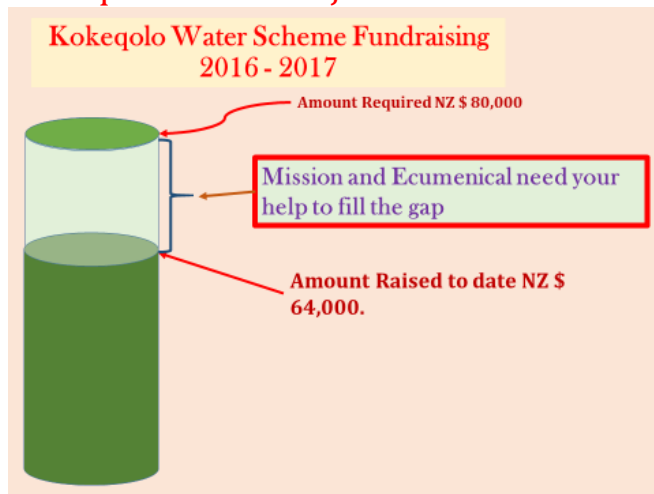 Kokeqolo Water Scheme Fundraising
2016 - 2017
Amount Required NZ $ 80,000
Mission and Ecumenical need your
help to fill the gap
Amount Raised to date NZ $
64,000.